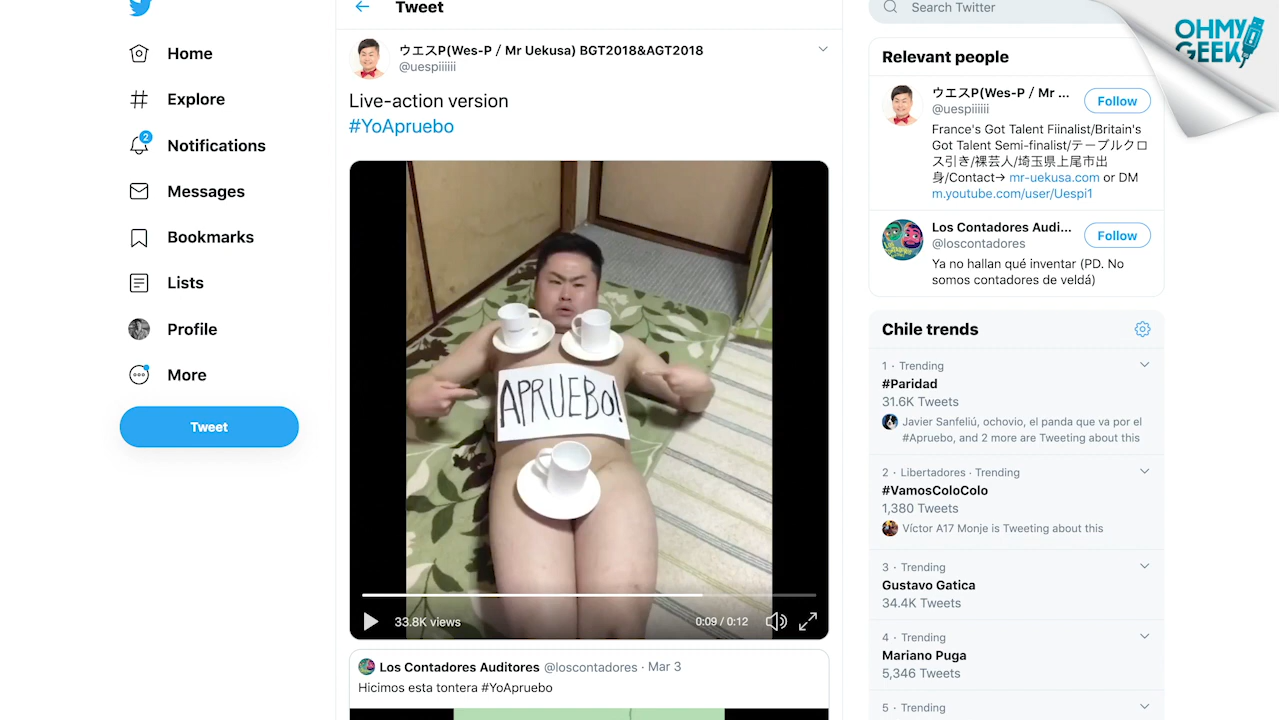 Home
Explore
2
Notifications
Messages
Bookmarks
Lists
Profile
More
Tweet
Tweet
ウエスP(Wes-P / Mr Uekusa) BGT2018&AGT2018
@uespiiiiii
Live-action version
#YoApruebo
APRUEBO!
33.8K views
0:09 / 0:12
Los Contadores Auditores @loscontadores · Mar 3
Hicimos esta tontera #YoApruebo
Search Twitter
OHMY
GEEK
Relevant people
ウエスP(Wes-P / Mr ...
@uespiiiiii
Follow
France's Got Talent Fiinalist/Britain's
Got Talent Semi-finalist/テーブルクロ
ス引き/裸芸人/埼玉県上尾市出
身/Contact→ mr-uekusa.com or DM
m.youtube.com/user/Uespi1
Los Contadores Audi...
@loscontadores
Follow
Ya no hallan qué inventar (PD. No
somos contadores de veldá)
Chile trends
1 · Trending
#Paridad
31.6K Tweets
Javier Sanfeliú, ochovio, el panda que va por el
#Apruebo, and 2 more are Tweeting about this
2 · Libertadores · Trending
#VamosColoColo
1,380 Tweets
Víctor A17 Monje is Tweeting about this
3 · Trending
Gustavo Gatica
34.4K Tweets
4 · Trending
Mariano Puga
5,346 Tweets
5 · Trending